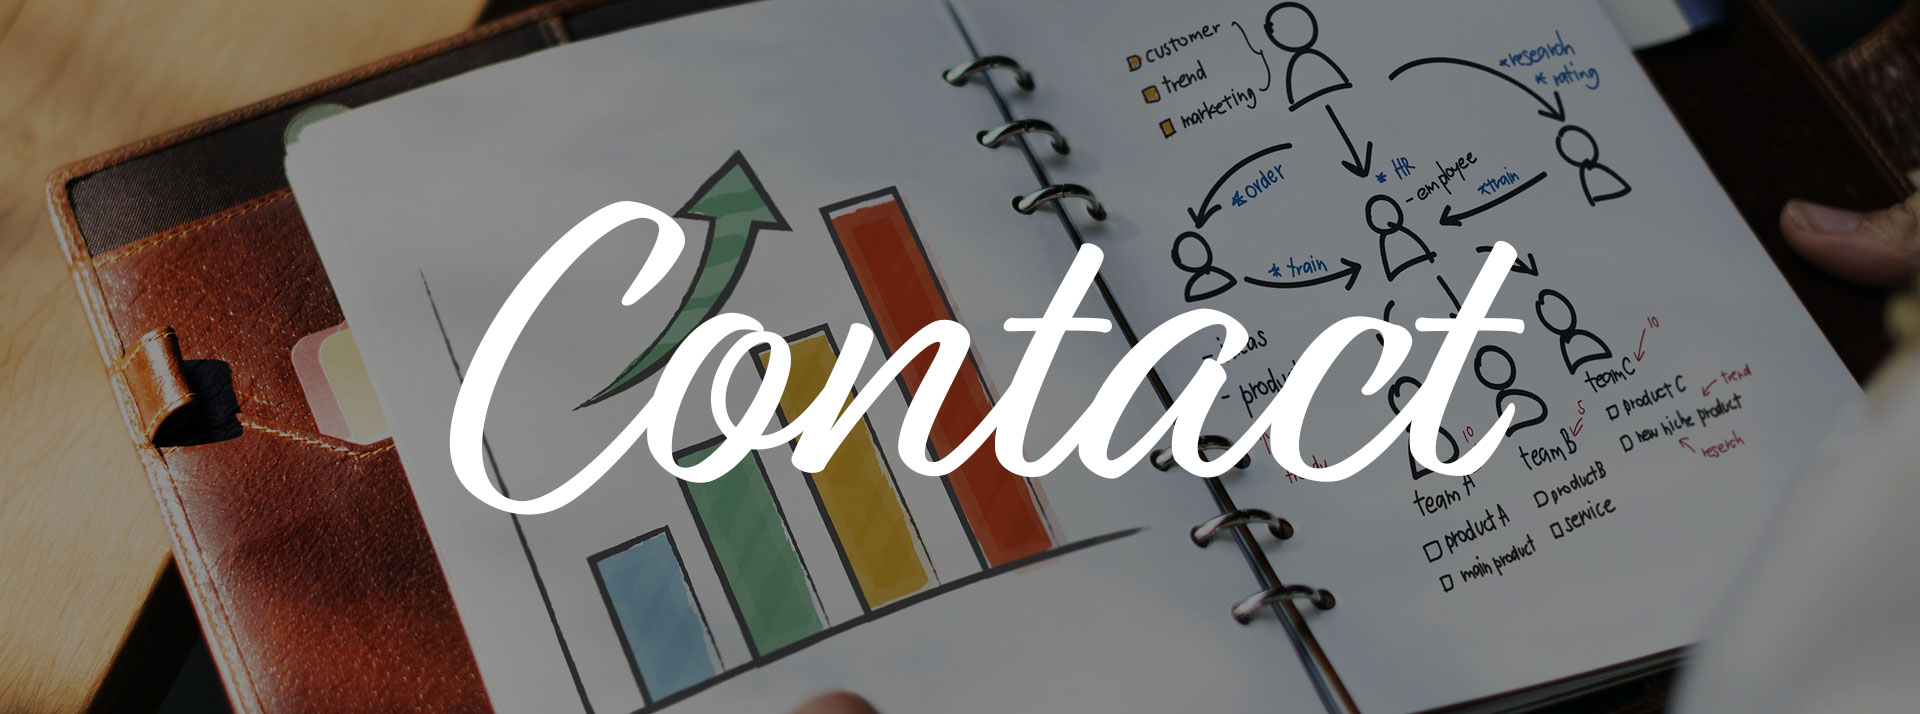 Contact
customer
trend
marketing
*research
* rating
* HR
- employee
*order
*train
* train
- ideas
team C
10
product C
trend
new niche product
research
team B
5
product B
service
team A
10
product A
main product